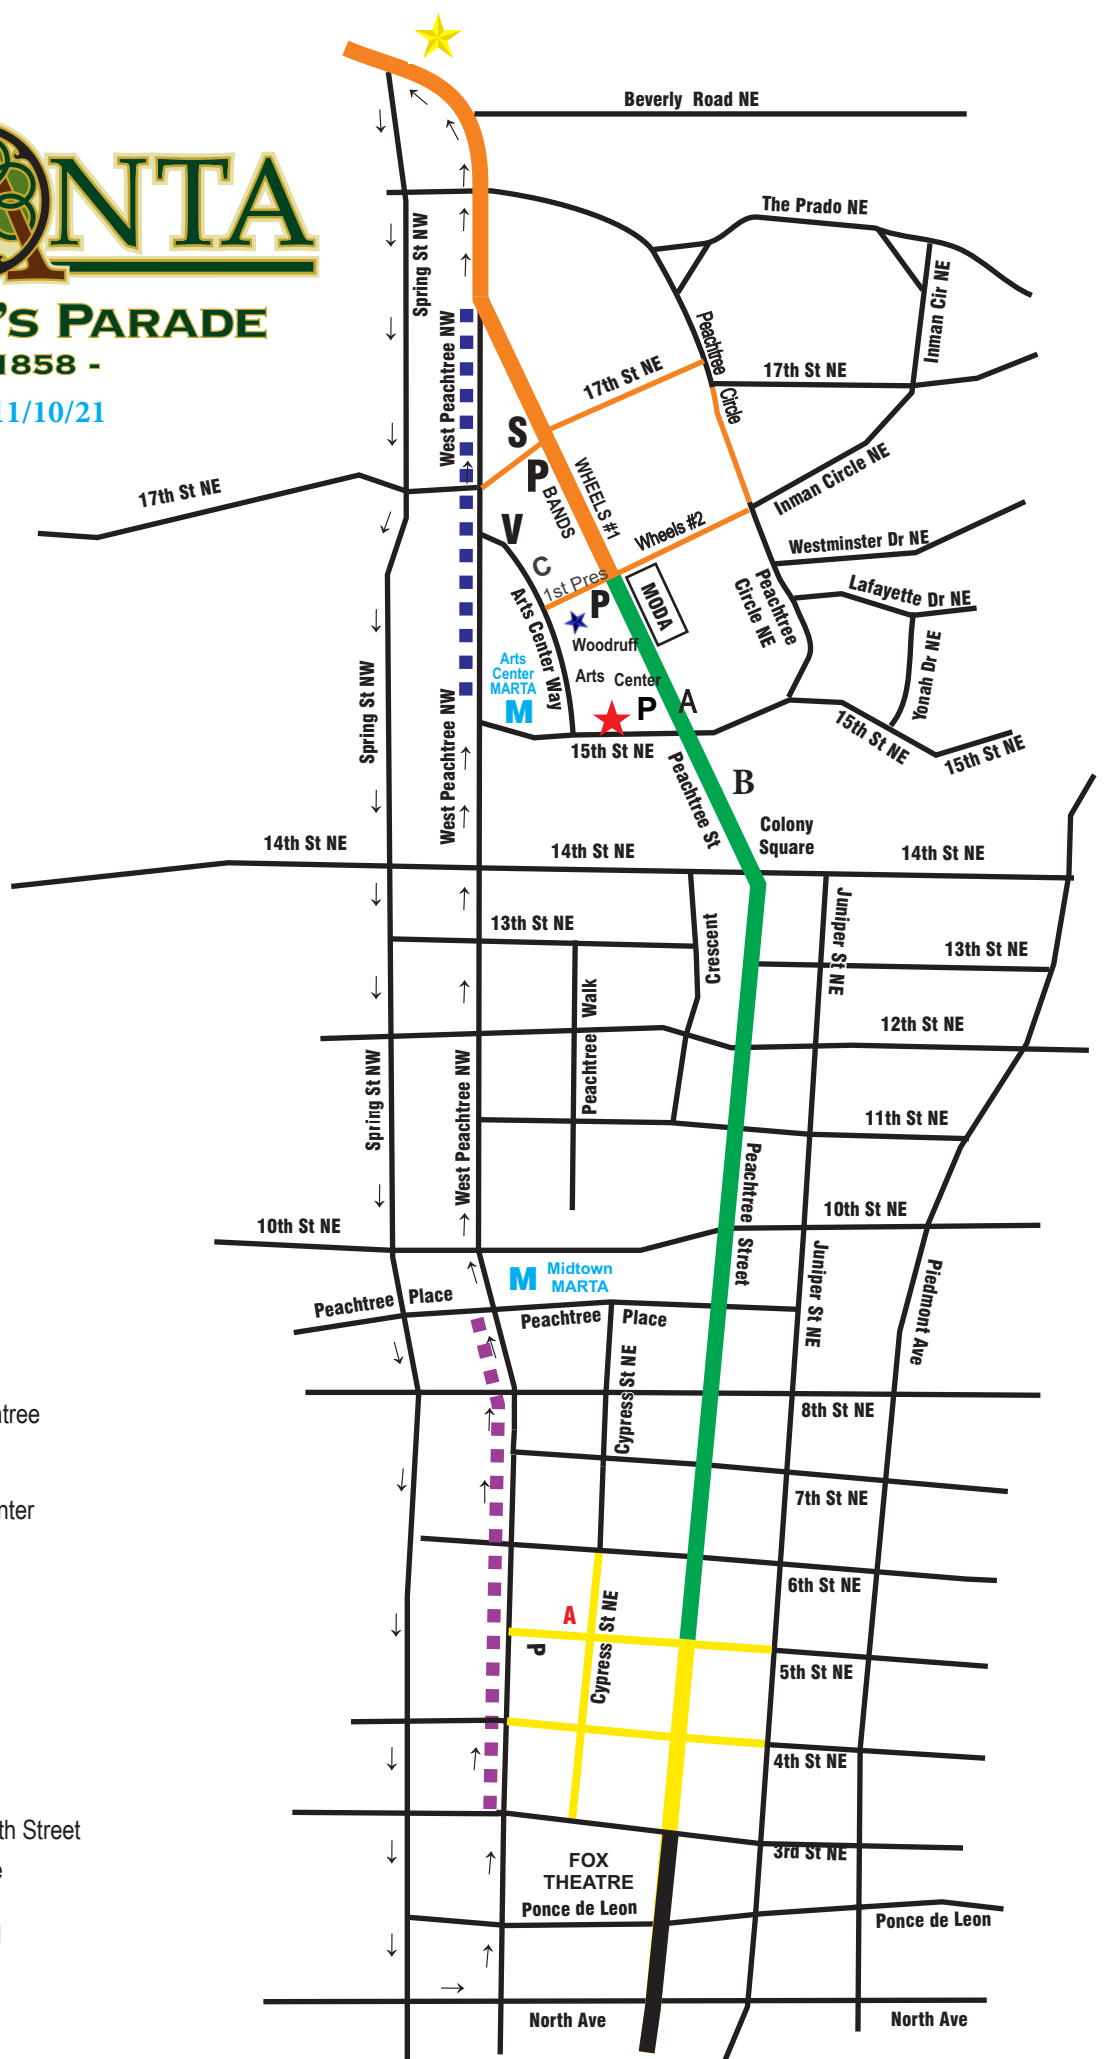 NTA
'S PARADE
1858 -
11/10/21
Beverly Road NE
The Prado NE
Spring St NW
Inman Cir NE
West Peachtree NW
Peachtree
Circle
17th St NE
17th St NE
S
P
BANDS
WHEELS #1
17th St NE
V
C
1st Pres
Wheels #2
Inman Circle NE
Westminster Dr NE
Lafayette Dr NE
Peachtree
Circle NE
Yonah Dr NE
P
MODA
Arts Center Way
Woodruff
Arts Center
Arts
Center
MARTA
M
P
A
15th St NE
15th St NE
15th St NE
Spring St NW
West Peachtree NW
Peachtree St
B
Colony
Square
14th St NE
14th St NE
14th St NE
13th St NE
Crescent
Juniper St NE
13th St NE
Peachtree Walk
12th St NE
Spring St NW
West Peachtree NW
11th St NE
Peachtree Street
10th St NE
10th St NE
M
Midtown
MARTA
Juniper St NE
Piedmont Ave
Peachtree Place
Peachtree Place
Cypress St NE
8th St NE
ntree
7th St NE
nter
6th St NE
A
P
Cypress St NE
5th St NE
4th St NE
th Street
e
3rd St NE
FOX
THEATRE
Ponce de Leon
Ponce de Leon
North Ave
North Ave